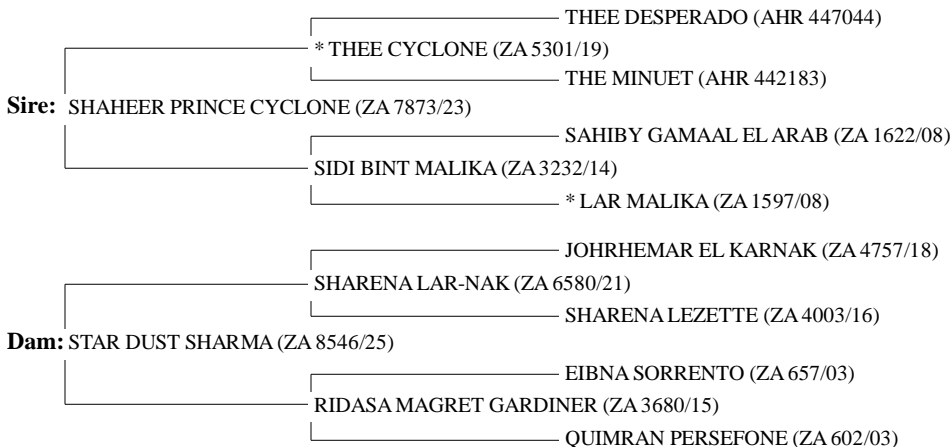 THEE DESPERADO (AHR 447044)
* THEE CYCLONE (ZA 5301/19)
THE MINUET (AHR 442183)
Sire: SHAHEER PRINCE CYCLONE (ZA 7873/23)
SAHIBY GAMAAL EL ARAB (ZA 1622/08)
SIDI BINT MALIKA (ZA 3232/14)
* LAR MALIKA (ZA 1597/08)
JOHRHEMAR EL KARNAK (ZA 4757/18)
SHARENA LAR-NAK (ZA 6580/21)
SHARENA LEZETTE (ZA 4003/16)
Dam: STAR DUST SHARMA (ZA 8546/25)
EIBNA SORRENTO (ZA 657/03)
RIDASA MAGRET GARDINER (ZA 3680/15)
QUIMRAN PERSEFONE (ZA 602/03)